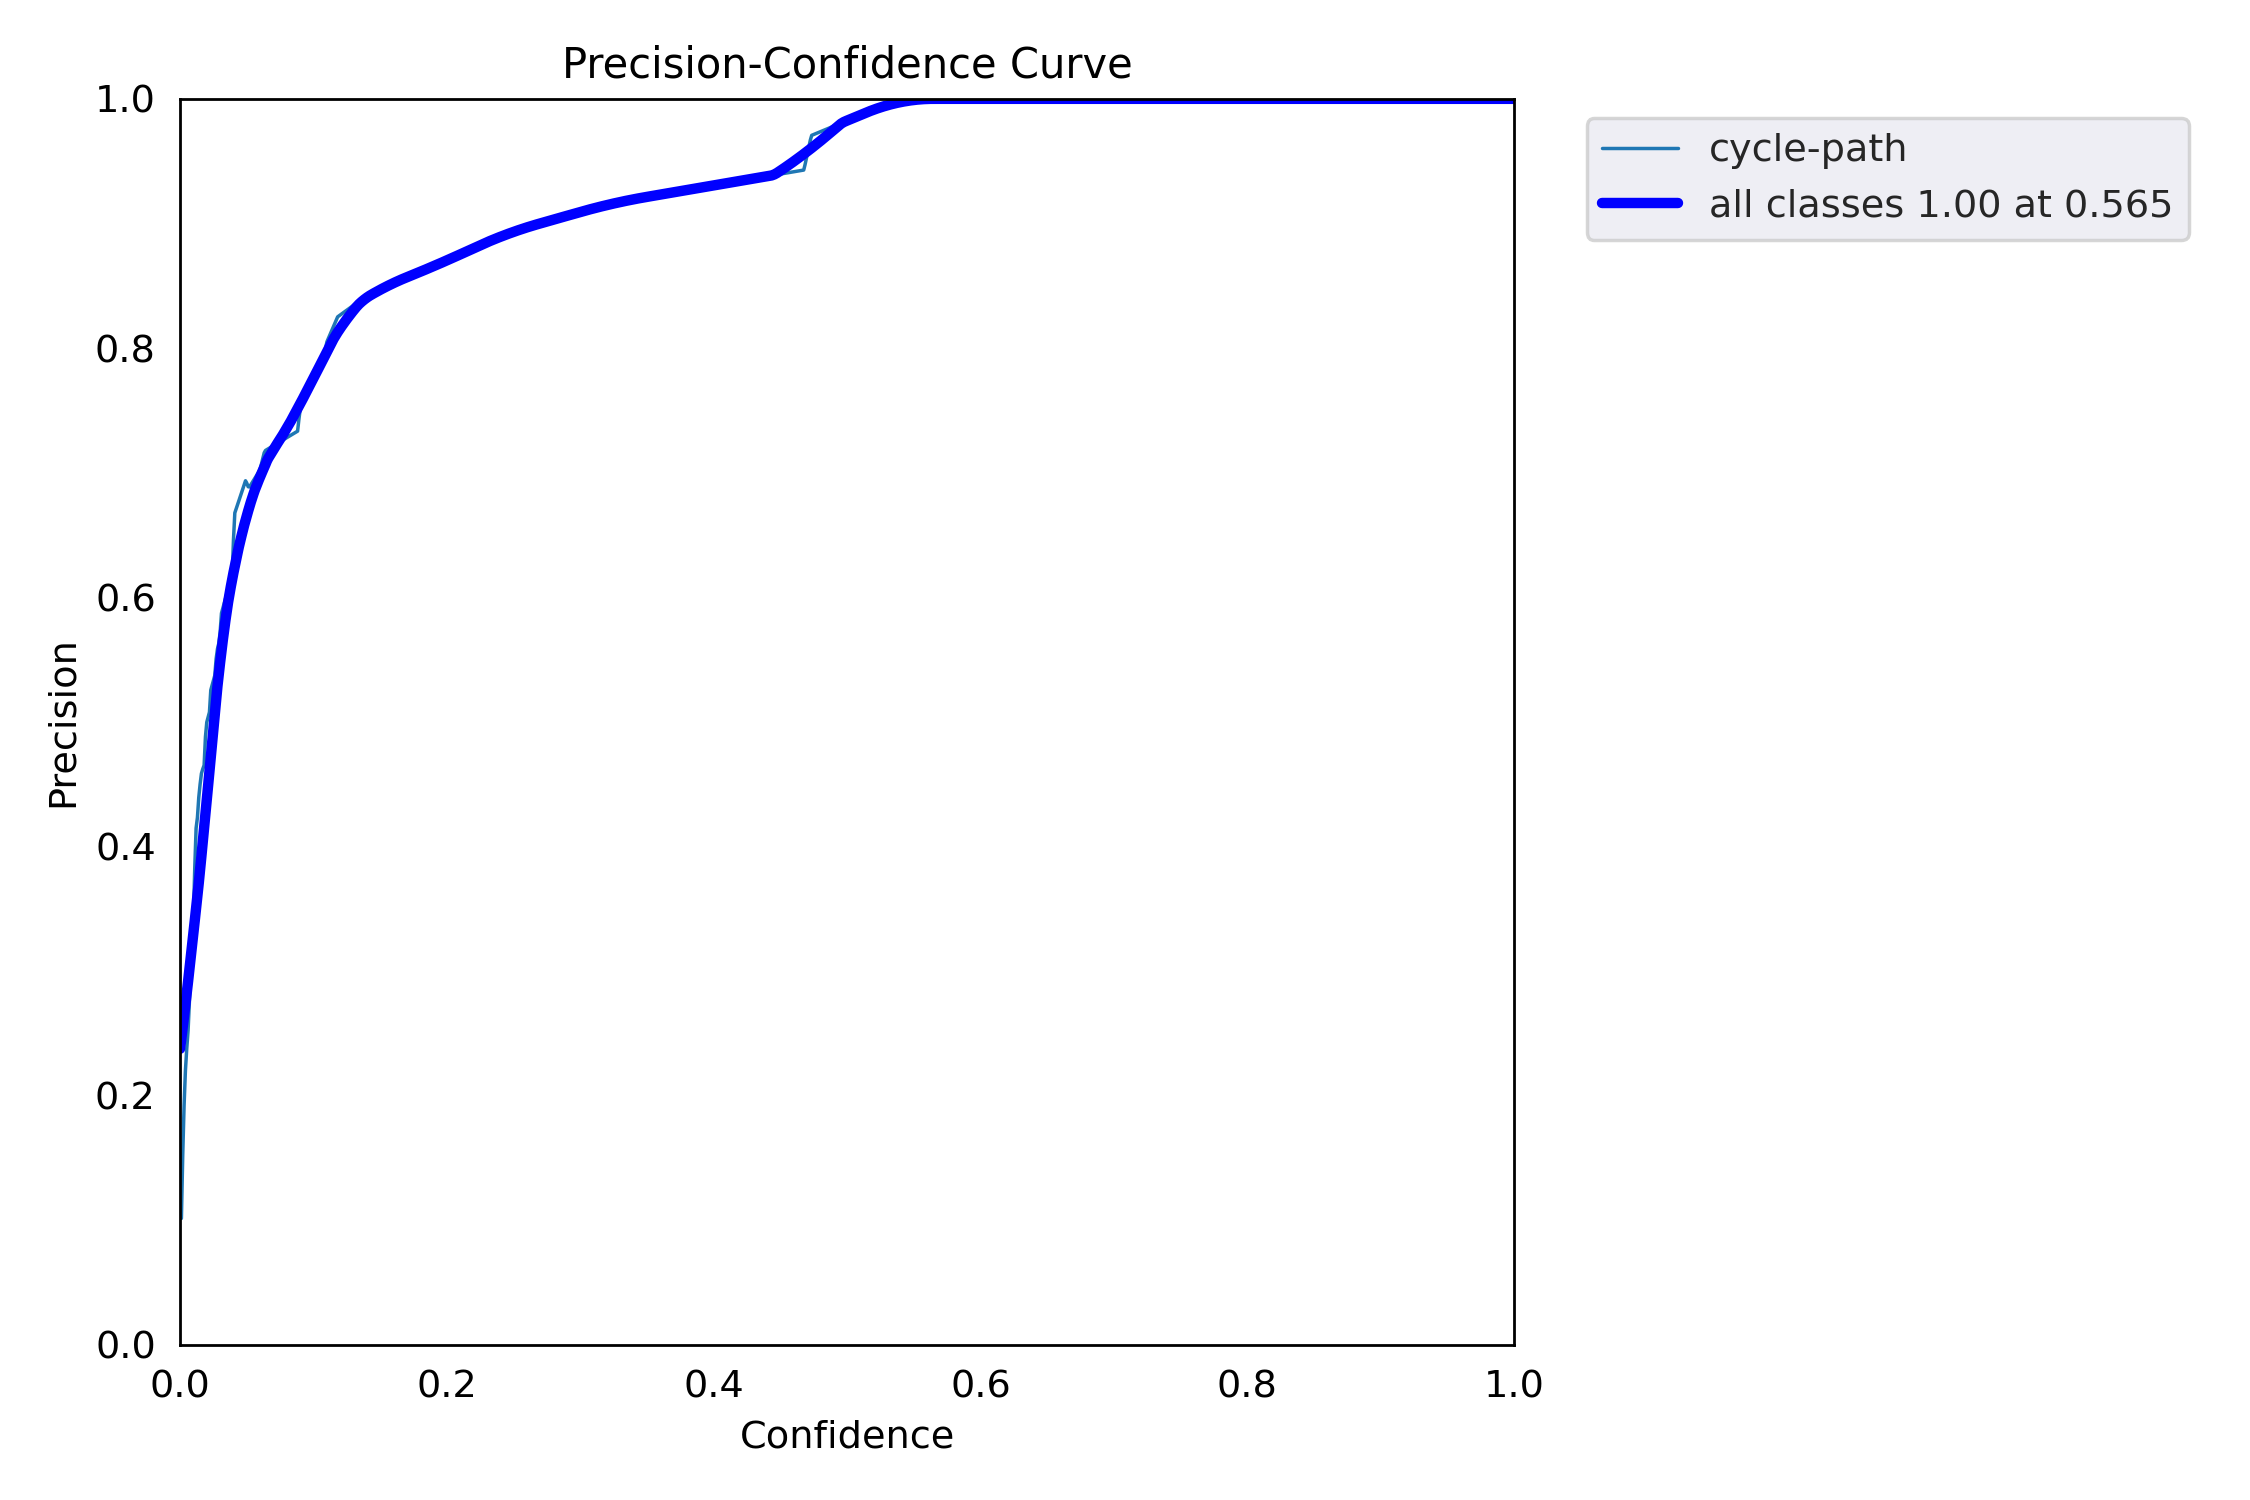 Precision-Confidence Curve
1.0
0.8
0.6
0.4
0.2
0.0
Precision
0.0 0.2 0.4 0.6 0.8 1.0
Confidence
cycle-path
all classes 1.00 at 0.565